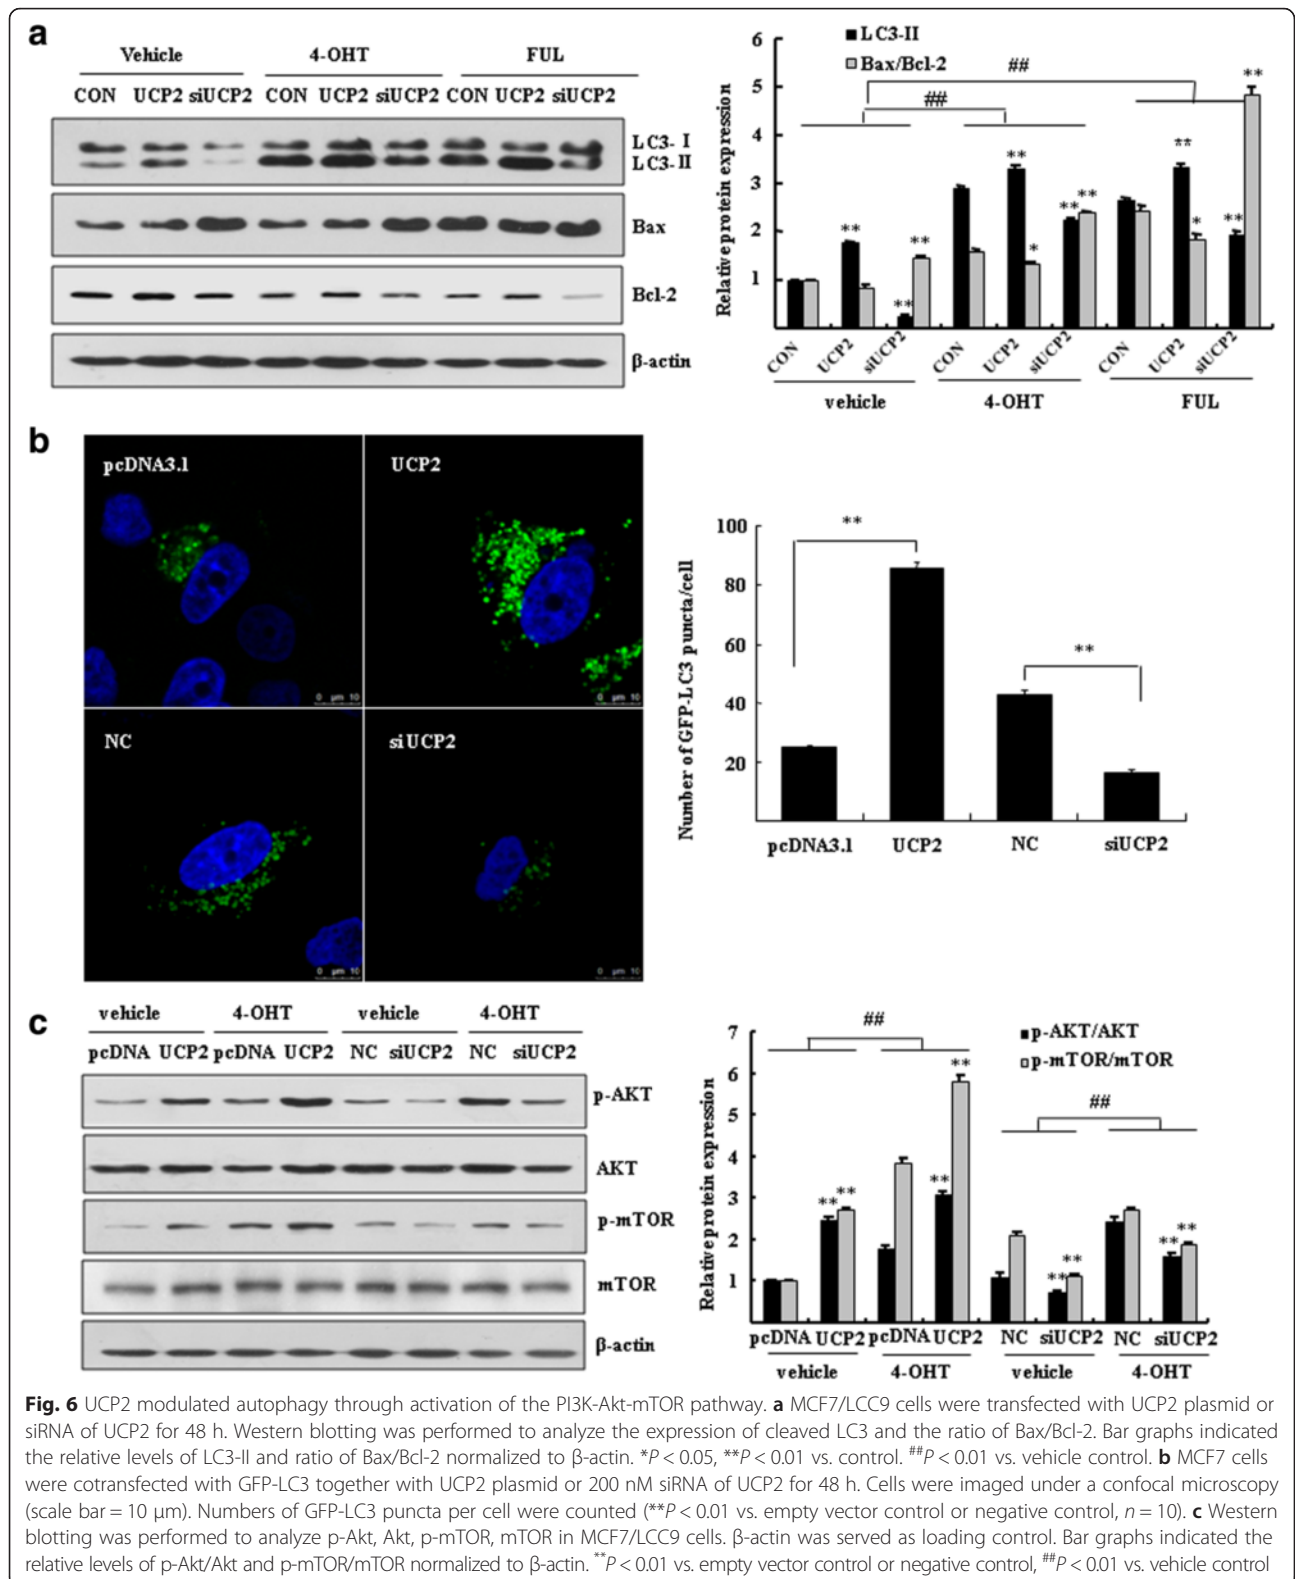 a
Vehicle 4-OHT FUL
CON UCP2 siUCP2 CON UCP2 siUCP2 CON UCP2 siUCP2
LC3-I
LC3-II
Bax
Bcl-2
β-actin
Relative protein expression
6
5
4
3
2
1
LC3-II
Bax/Bcl-2
##
##
** ** ** ** * ** ** ** * ** **
CON UCP2 siUCP2 CON UCP2 siUCP2 CON UCP2 siUCP2
vehicle 4-OHT FUL
b
pcDNA3.1 UCP2
0 µm 10 0 µm 10
NC siUCP2
0 µm 10 0 µm 10
Number of GFP-LC3 puncta/cell
100
80
60
40
20
** **
pcDNA3.1 UCP2 NC siUCP2
c
vehicle 4-OHT vehicle 4-OHT
pcDNA UCP2 pcDNA UCP2 NC siUCP2 NC siUCP2
p-AKT
AKT
p-mTOR
mTOR
β-actin
Relative protein expression
7
6
5
4
3
2
1
p-AKT/AKT
p-mTOR/mTOR
##
##
** ** ** ** ** ** ** **
pcDNA UCP2 pcDNA UCP2 NC siUCP2 NC siUCP2
vehicle 4-OHT vehicle 4-OHT
Fig. 6 UCP2 modulated autophagy through activation of the PI3K-Akt-mTOR pathway. a MCF7/LCC9 cells were transfected with UCP2 plasmid or
siRNA of UCP2 for 48 h. Western blotting was performed to analyze the expression of cleaved LC3 and the ratio of Bax/Bcl-2. Bar graphs indicated
the relative levels of LC3-II and ratio of Bax/Bcl-2 normalized to β-actin. *P < 0.05, **P < 0.01 vs. control. ##P < 0.01 vs. vehicle control. b MCF7 cells
were cotransfected with GFP-LC3 together with UCP2 plasmid or 200 nM siRNA of UCP2 for 48 h. Cells were imaged under a confocal microscopy
(scale bar = 10 µm). Numbers of GFP-LC3 puncta per cell were counted (**P < 0.01 vs. empty vector control or negative control, n = 10). c Western
blotting was performed to analyze p-Akt, Akt, p-mTOR, mTOR in MCF7/LCC9 cells. β-actin was served as loading control. Bar graphs indicated the
relative levels of p-Akt/Akt and p-mTOR/mTOR normalized to β-actin. **P < 0.01 vs. empty vector control or negative control, ##P < 0.01 vs. vehicle control